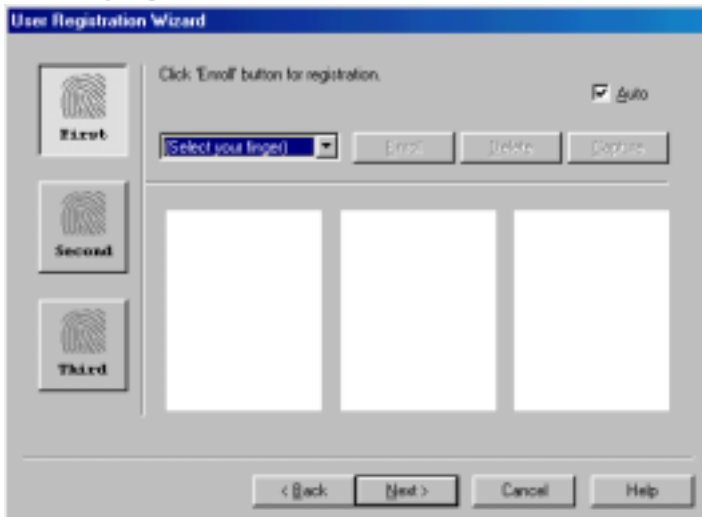 User Registration Wizard
Click 'Enroll' button for registration.
Auto
First
(Select your finger)
Enroll
Delete
Capture
Second
Third
< Back
Next >
Cancel
Help